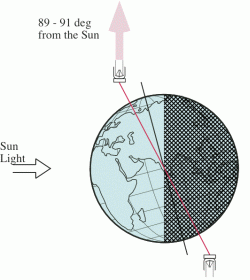 89 - 91 deg
from the Sun
Sun
Light